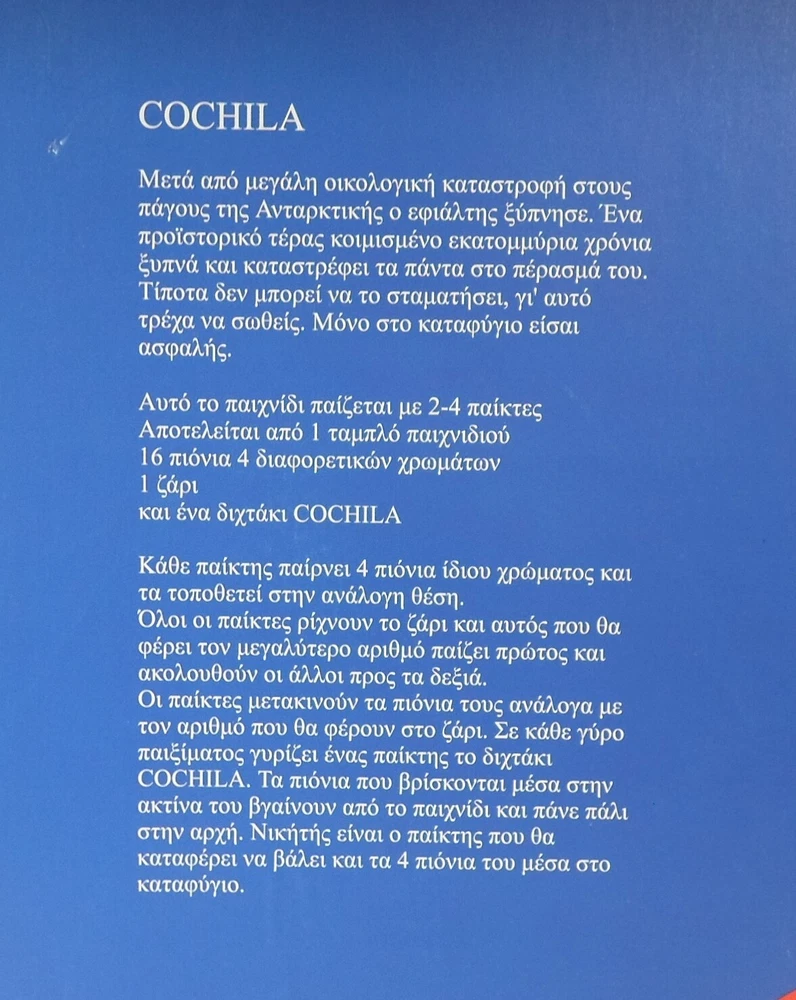 COCHILA
Μετά από μεγάλη οικολογική καταστροφή στους
πάγους της Ανταρκτικής ο εφιάλτης ξύπνησε. Ένα
προϊστορικό τέρας κοιμισμένο εκατομμύρια χρόνια
ξυπνά και καταστρέφει τα πάντα στο πέρασμά του.
Τίποτα δεν μπορεί να το σταματήσει, γι' αυτό
τρέχα να σωθείς. Μόνο στο καταφύγιο είσαι
ασφαλής.
Αυτό το παιχνίδι παίζεται με 2-4 παίκτες
Αποτελείται από 1 ταμπλό παιχνιδιού
16 πιόνια 4 διαφορετικών χρωμάτων
1 ζάρι
και ένα διχτάκι COCHILA
Κάθε παίκτης παίρνει 4 πιόνια ίδιου χρώματος και
τα τοποθετεί στην ανάλογη θέση.
Όλοι οι παίκτες ρίχνουν το ζάρι και αυτός που θα
φέρει τον μεγαλύτερο αριθμό παίζει πρώτος και
ακολουθούν οι άλλοι προς τα δεξιά.
Οι παίκτες μετακινούν τα πιόνια τους ανάλογα με
τον αριθμό που θα φέρουν στο ζάρι. Σε κάθε γύρο
παιξίματος γυρίζει ένας παίκτης το διχτάκι
COCHILA. Τα πιόνια που βρίσκονται μέσα στην
ακτίνα του βγαίνουν από το παιχνίδι και πάνε πάλι
στην αρχή. Νικήτής είναι ο παίκτης που θα
καταφέρει να βάλει και τα 4 πιόνια του μέσα στο
καταφύγιο.